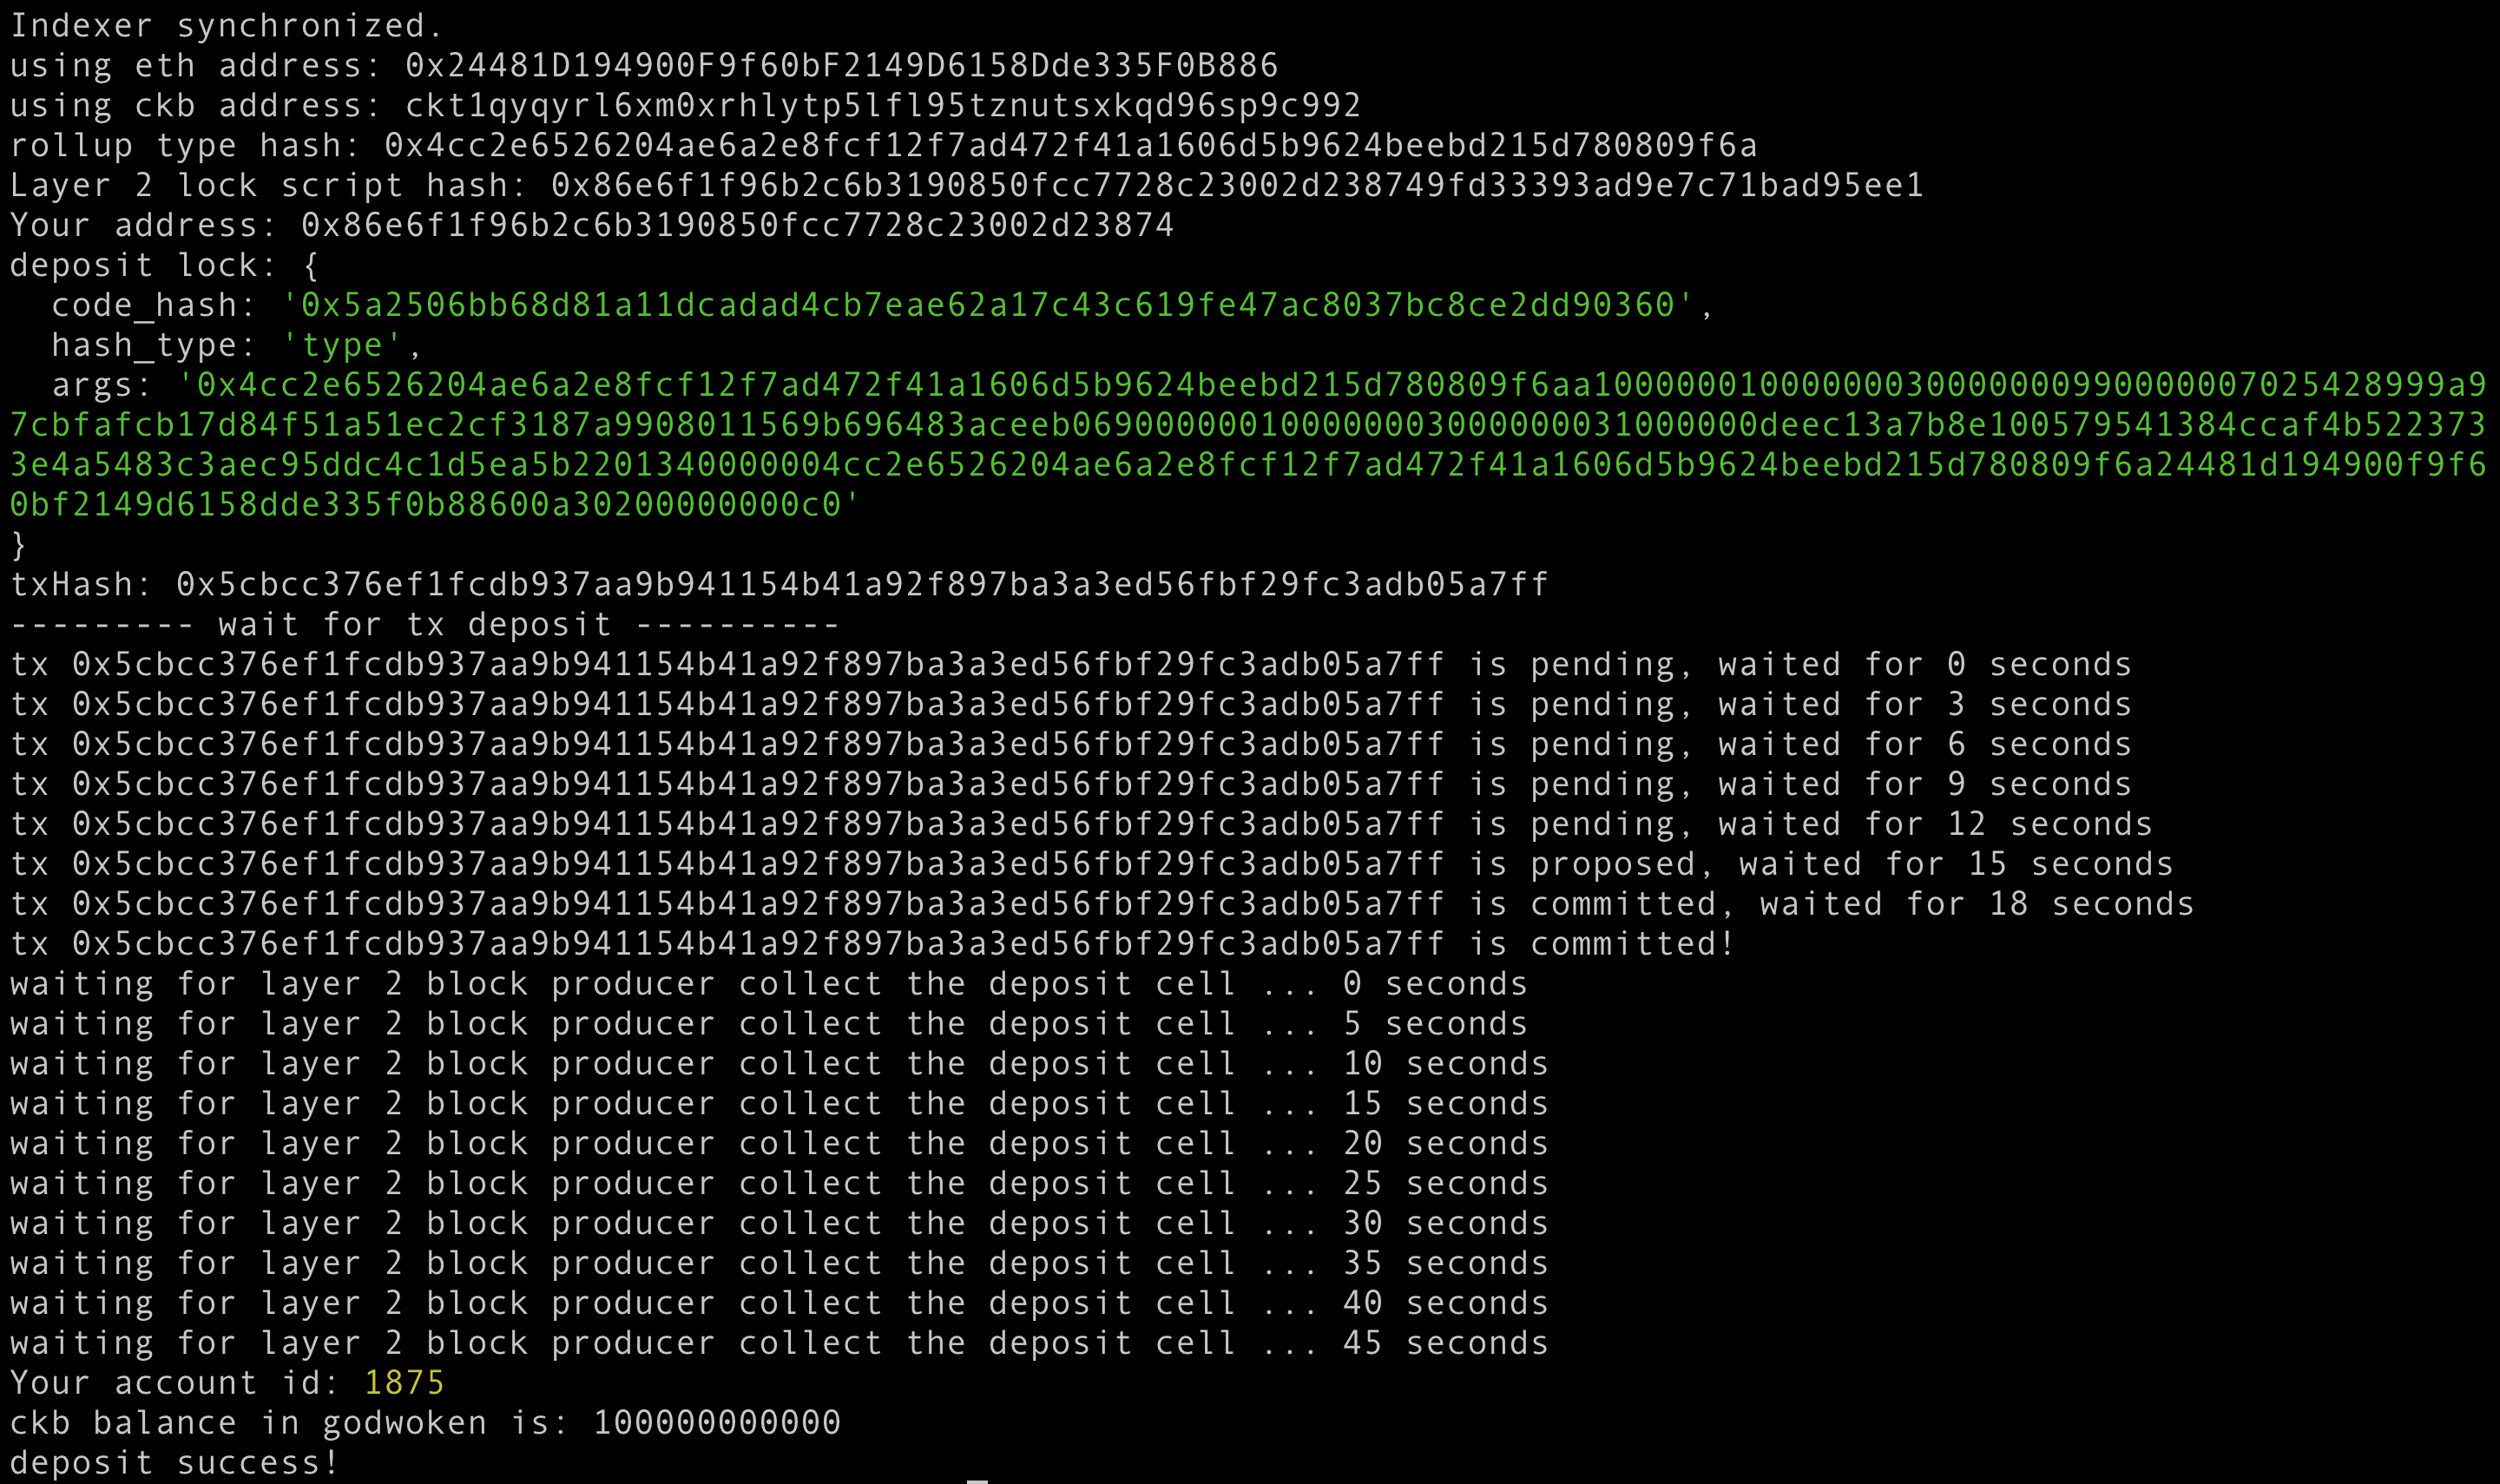 Indexer synchronized.
using eth address: 0x24481D194900F9f60bF2149D6158Dde335F0B886
using ckb address: ckt1qyqyrl6xm0xrhlytp5lfl95tznutsxkqd96sp9c992
rollup type hash: 0x4cc2e6526204ae6a2e8fcf12f7ad472f41a1606d5b9624beebd215d780809f6a
Layer 2 lock script hash: 0x86e6f1f96b2c6b3190850fcc7728c23002d238749fd33393ad9e7c71bad95ee1
Your address: 0x86e6f1f96b2c6b3190850fcc7728c23002d23874
deposit lock: {
  code_hash: '0x5a2506bb68d81a11dcadad4cb7eae62a17c43c619fe47ac8037bc8ce2dd90360',
  hash_type: 'type',
  args: '0x4cc2e6526204ae6a2e8fcf12f7ad472f41a1606d5b9624beebd215d780809f6aa10000001000000030000000990000007025428999a9
7cbfafcb17d84f51a51ec2cf3187a9908011569b696483aceeb069000000010000000300000003100​0000deec13a7b8e100579541384ccaf4b522373
3e4a5483c3aec95ddc4c1d5ea5b2201340000004cc2e6526204ae6a2e8fcf12f7ad472f41a1606d5b9624beebd215d780809f6a24481d194900f9f6
0bf2149d6158dde335f0b88600a30200000000c0'
}
txHash: 0x5cbcc376ef1fcdb937aa9b941154b41a92f897ba3a3ed56fbf29fc3adb05a7ff
--------- wait for tx deposit ----------
tx 0x5cbcc376ef1fcdb937aa9b941154b41a92f897ba3a3ed56fbf29fc3adb05a7ff is pending, waited for 0 seconds
tx 0x5cbcc376ef1fcdb937aa9b941154b41a92f897ba3a3ed56fbf29fc3adb05a7ff is pending, waited for 3 seconds
tx 0x5cbcc376ef1fcdb937aa9b941154b41a92f897ba3a3ed56fbf29fc3adb05a7ff is pending, waited for 6 seconds
tx 0x5cbcc376ef1fcdb937aa9b941154b41a92f897ba3a3ed56fbf29fc3adb05a7ff is pending, waited for 9 seconds
tx 0x5cbcc376ef1fcdb937aa9b941154b41a92f897ba3a3ed56fbf29fc3adb05a7ff is pending, waited for 12 seconds
tx 0x5cbcc376ef1fcdb937aa9b941154b41a92f897ba3a3ed56fbf29fc3adb05a7ff is proposed, waited for 15 seconds
tx 0x5cbcc376ef1fcdb937aa9b941154b41a92f897ba3a3ed56fbf29fc3adb05a7ff is committed, waited for 18 seconds
tx 0x5cbcc376ef1fcdb937aa9b941154b41a92f897ba3a3ed56fbf29fc3adb05a7ff is committed!
waiting for layer 2 block producer collect the deposit cell ... 0 seconds
waiting for layer 2 block producer collect the deposit cell ... 5 seconds
waiting for layer 2 block producer collect the deposit cell ... 10 seconds
waiting for layer 2 block producer collect the deposit cell ... 15 seconds
waiting for layer 2 block producer collect the deposit cell ... 20 seconds
waiting for layer 2 block producer collect the deposit cell ... 25 seconds
waiting for layer 2 block producer collect the deposit cell ... 30 seconds
waiting for layer 2 block producer collect the deposit cell ... 35 seconds
waiting for layer 2 block producer collect the deposit cell ... 40 seconds
waiting for layer 2 block producer collect the deposit cell ... 45 seconds
Your account id: 1875
ckb balance in godwoken is: 100000000000
deposit success!